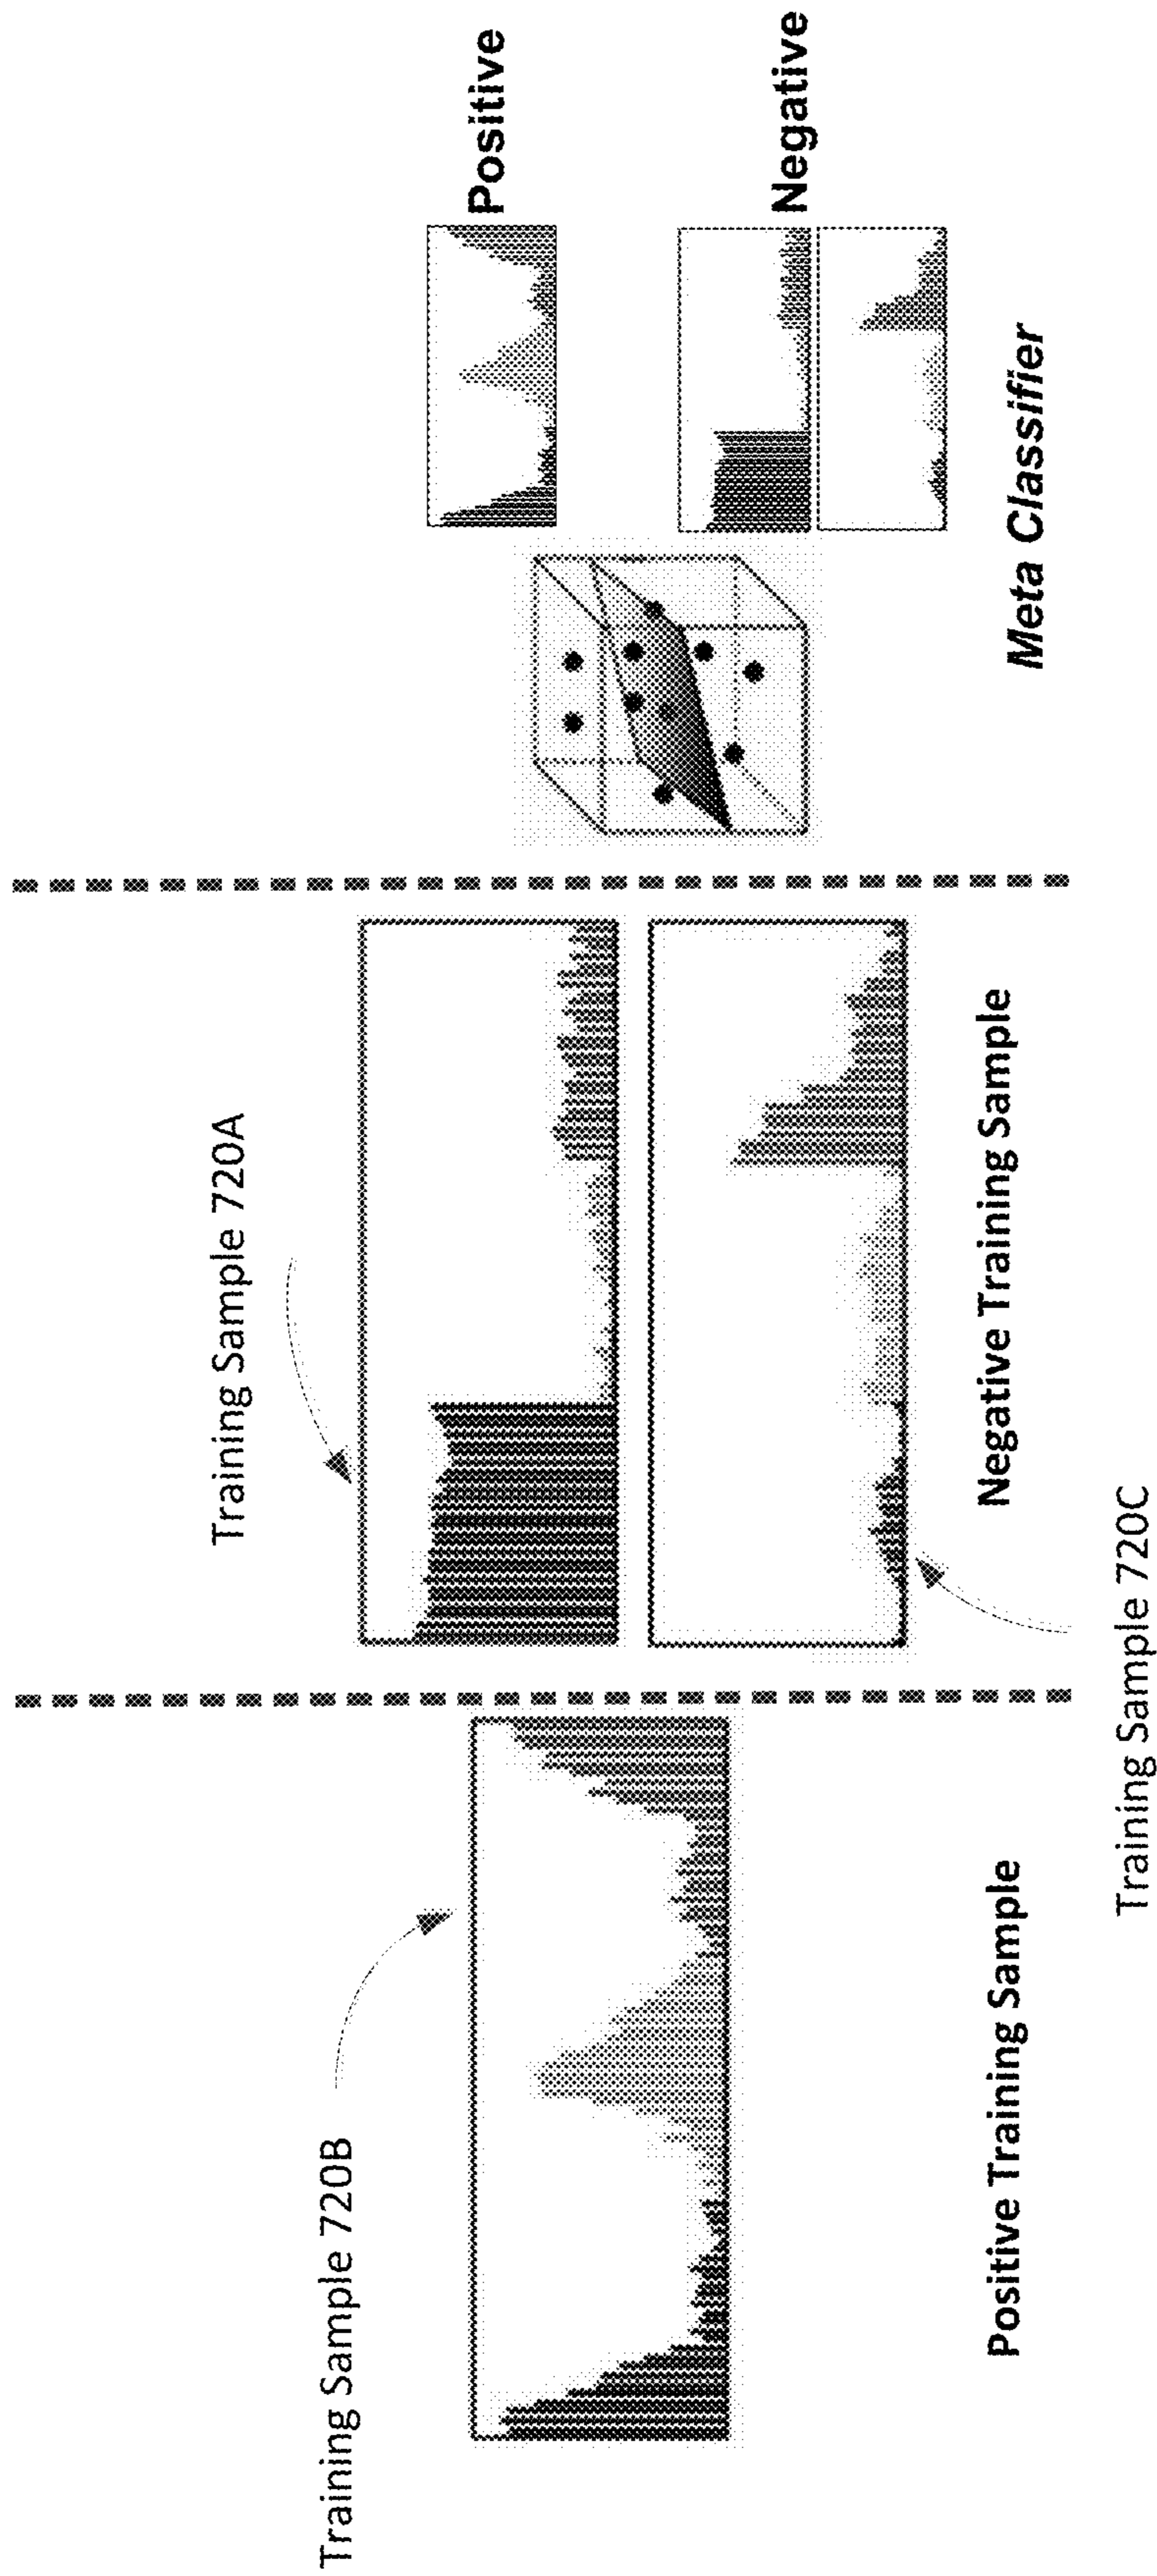 Training Sample 720B
Positive Training Sample
Training Sample 720A
Negative Training Sample
Training Sample 720C
Positive
Negative
Meta Classifier